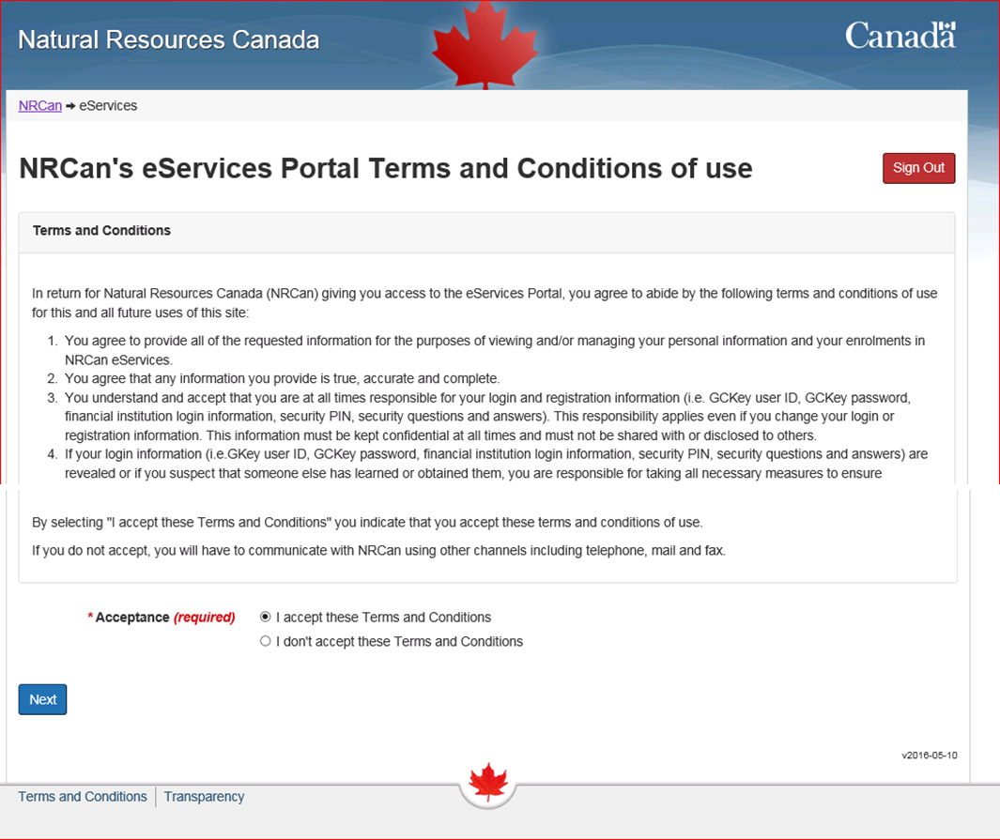 Natural Resources Canada
Canada
NRCan ➞ eServices
NRCan's eServices Portal Terms and Conditions of use
Sign Out
Terms and Conditions
In return for Natural Resources Canada (NRCan) giving you access to the eServices Portal, you agree to abide by the following terms and conditions of use
for this and all future uses of this site:
1. You agree to provide all of the requested information for the purposes of viewing and/or managing your personal information and your enrolments in
NRCan eServices.
2. You agree that any information you provide is true, accurate and complete.
3. You understand and accept that you are at all times responsible for your login and registration information (i.e. GCKey user ID, GCKey password,
financial institution login information, security PIN, security questions and answers). This responsibility applies even if you change your login or
registration information. This information must be kept confidential at all times and must not be shared with or disclosed to others.
4. If your login information (i.e.GKey user ID, GCKey password, financial institution login information, security PIN, security questions and answers) are
revealed or if you suspect that someone else has learned or obtained them, you are responsible for taking all necessary measures to ensure
By selecting "I accept these Terms and Conditions" you indicate that you accept these terms and conditions of use.
If you do not accept, you will have to communicate with NRCan using other channels including telephone, mail and fax.
* Acceptance (required)
I accept these Terms and Conditions
I don't accept these Terms and Conditions
Next
v2016-05-10
Terms and Conditions
Transparency